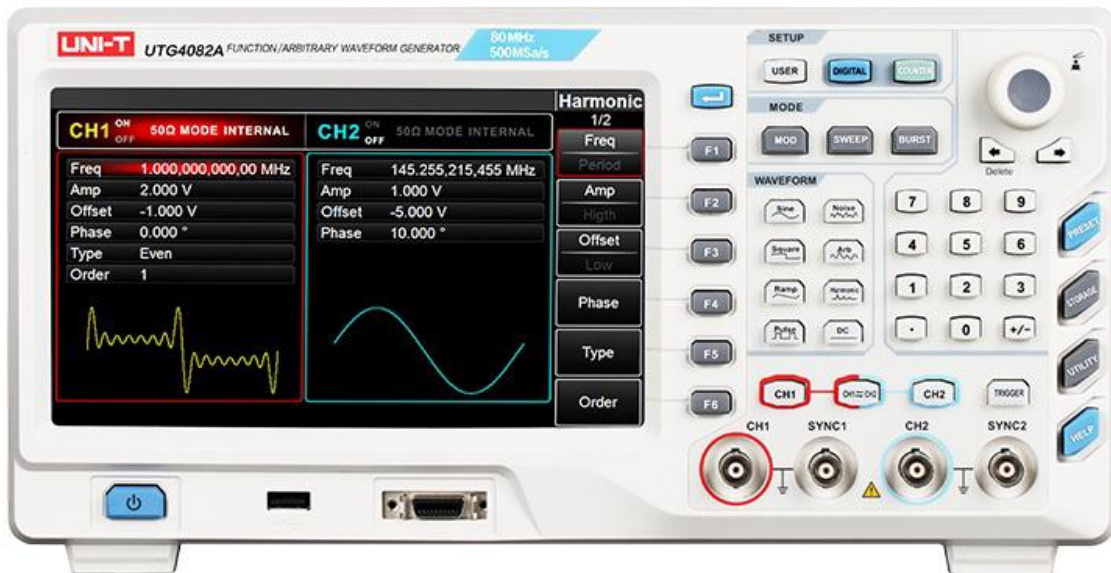 UNI-T UTG4082A FUNCTION/ARBITRARY WAVEFORM GENERATOR
80MHz
500MSa/s
CH1 ON OFF 50Ω MODE INTERNAL
Freq 1.000,000,000,00 MHz
Amp 2.000 V
Offset -1.000 V
Phase 0.000 °
Type Even
Order 1
CH2 ON OFF 50Ω MODE INTERNAL
Freq 145.255,215,455 MHz
Amp 1.000 V
Offset -5.000 V
Phase 10.000 °
Harmonic
1/2
Freq
Period
Amp
Higth
Offset
Low
Phase
Type
Order
F1
F2
F3
F4
F5
F6
SETUP
USER DIGITAL COUNTER
MODE
MOD SWEEP BURST
WAVEFORM
Sine Noise
Square Arb
Ramp Harmonic
Pulse DC
Delete
7 8 9
4 5 6
1 2 3
. 0 +/-
PRESET
STORAGE
UTILITY
HELP
CH1 CH1⇌CH2 CH2 TRIGGER
CH1 SYNC1 CH2 SYNC2